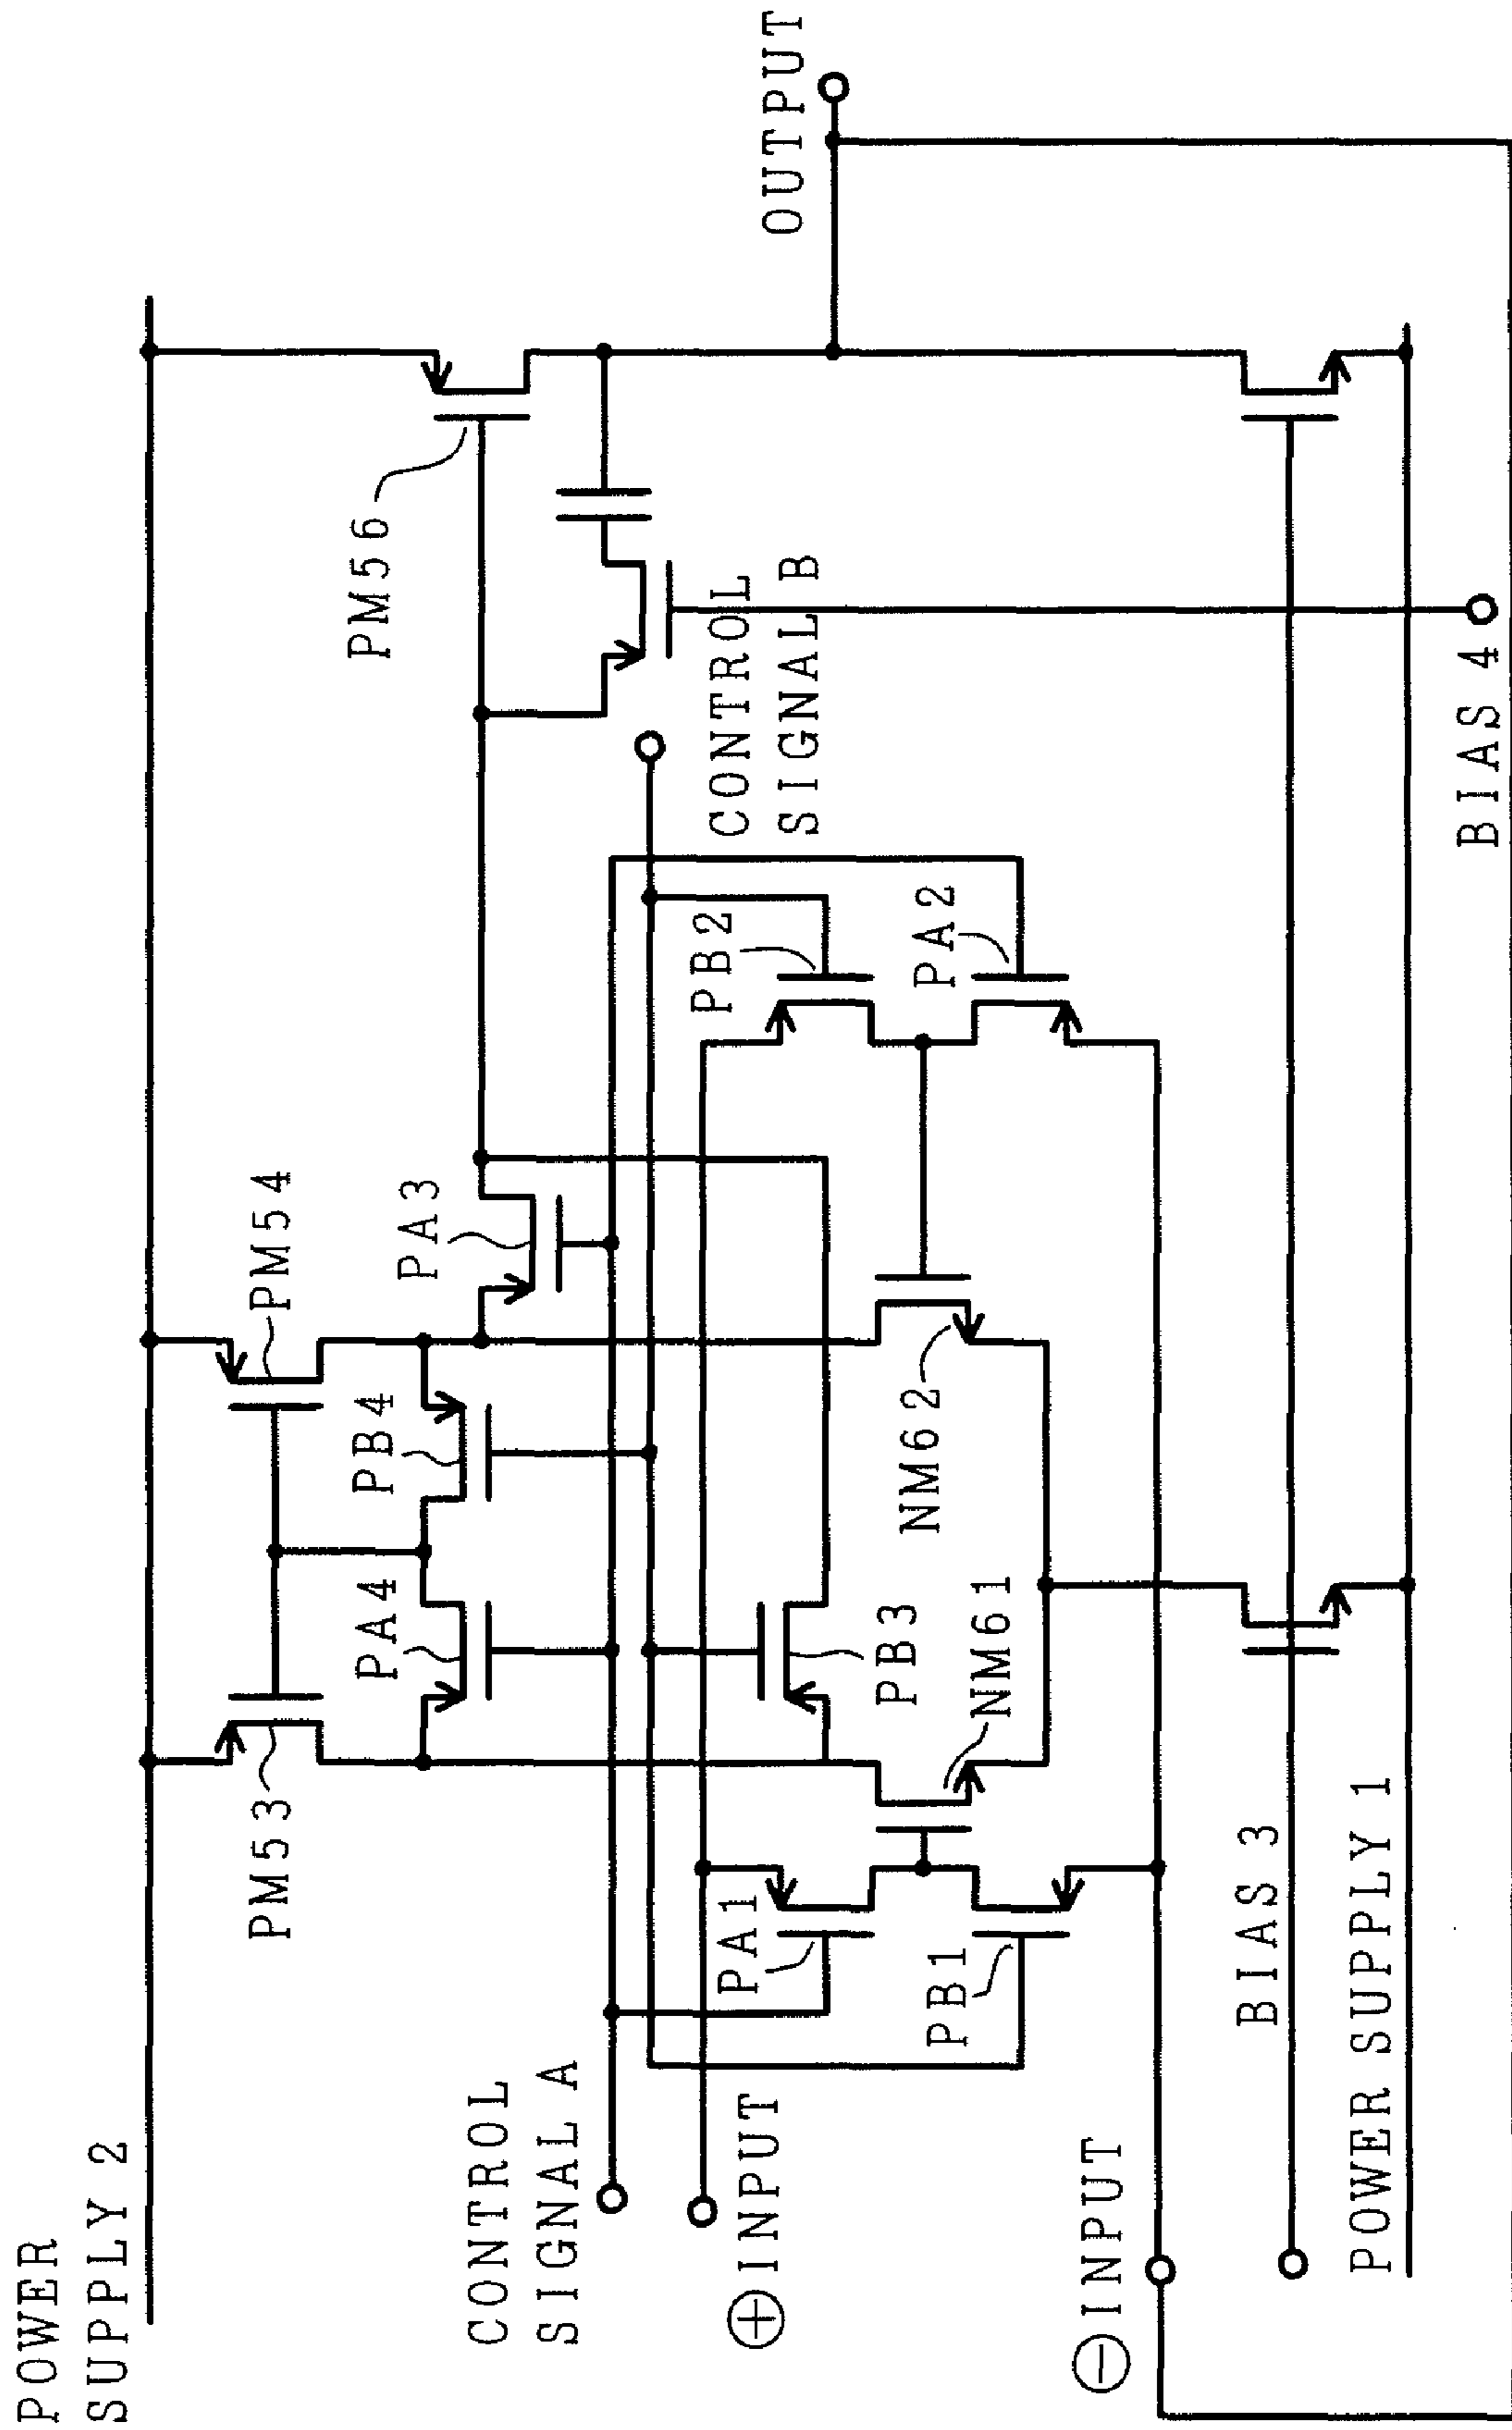 POWER
SUPPLY 2
PM53
PM54
PM56
PA4
PB4
PA3
CONTROL
SIGNAL A
CONTROL
SIGNAL B
OUTPUT
⊕INPUT
PA1
PB1
PB3
NM61
NM62
PB2
PA2
⊖INPUT
BIAS 3
POWER SUPPLY 1
BIAS 4